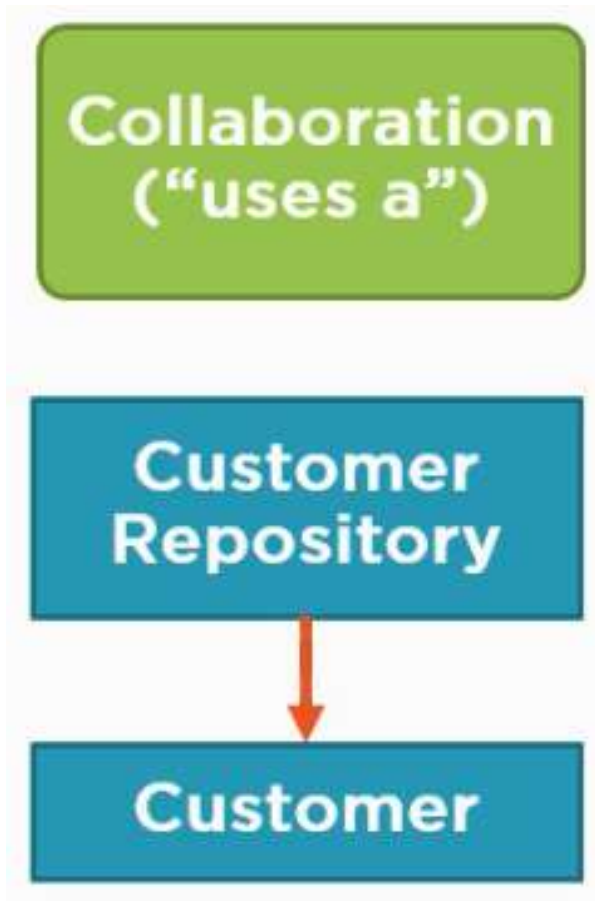 Collaboration
(“uses a”)
Customer
Repository
Customer